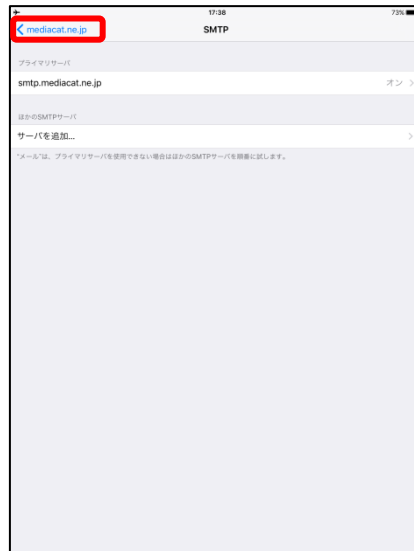 17:38 73%
mediacat.ne.jp SMTP
プライマリサーバ
smtp.mediacat.ne.jp オン
ほかのSMTPサーバ
サーバを追加...
"メール"は、プライマリサーバを使用できない場合はほかのSMTPサーバを順番に試します。